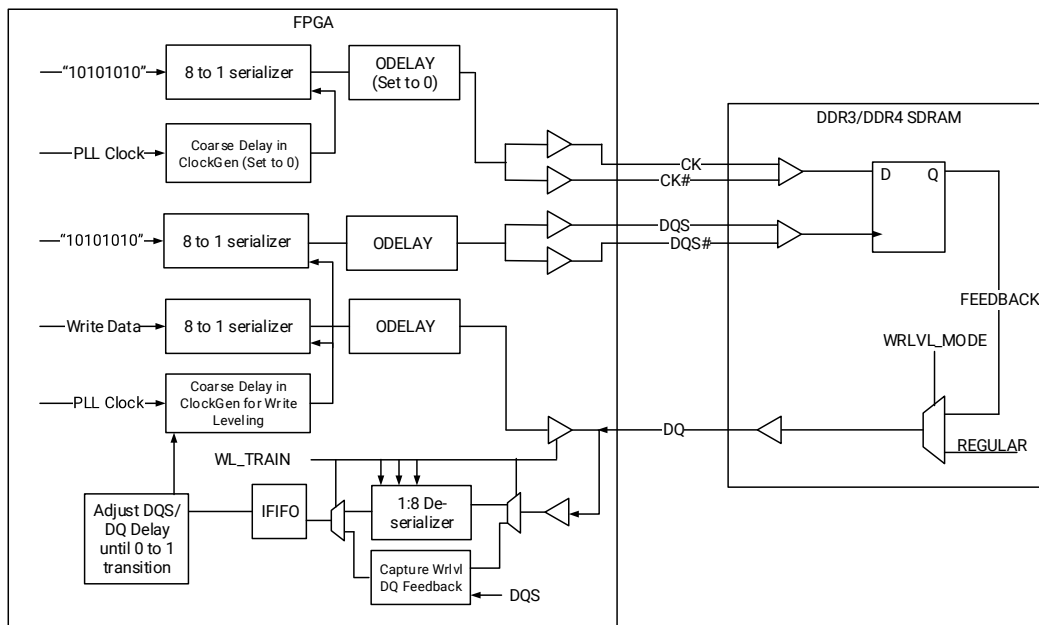 FPGA
“10101010”
8 to 1 serializer
ODELAY
(Set to 0)
PLL Clock
Coarse Delay in
ClockGen (Set to 0)
DDR3/DDR4 SDRAM
CK
CK#
D
Q
“10101010”
8 to 1 serializer
ODELAY
DQS
DQS#
FEEDBACK
Write Data
8 to 1 serializer
ODELAY
WRLVL_MODE
PLL Clock
Coarse Delay in
ClockGen for Write
Leveling
DQ
REGULAR
WL_TRAIN
Adjust DQS/
DQ Delay
until 0 to 1
transition
IFIFO
1:8 De-
serializer
Capture Wrlvl
DQ Feedback
DQS